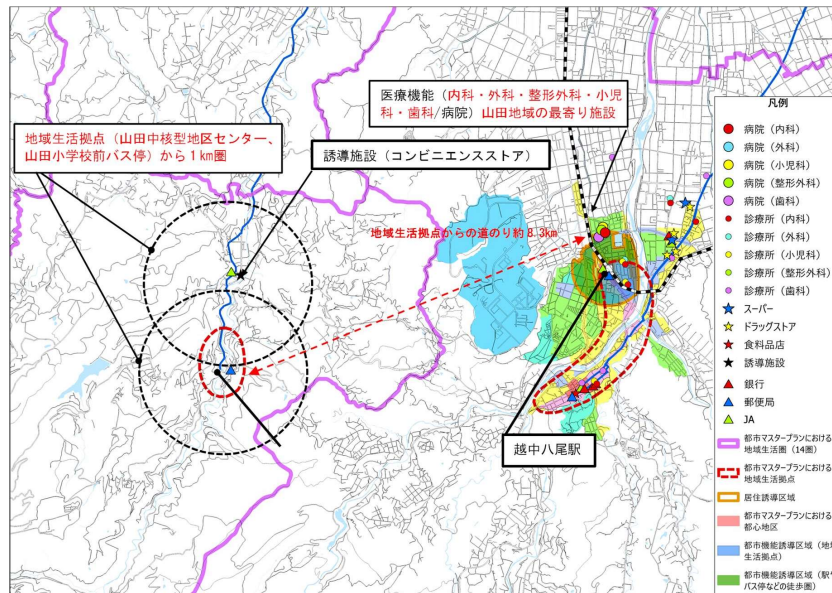 医療機能(内科・外科・整形外科・小児
科・歯科/病院)山田地域の最寄り施設
地域生活拠点(山田中核型地区センター、
山田小学校前バス停)から1km圏
誘導施設(コンビニエンスストア)
地域生活拠点からの道のり約8.3km
越中八尾駅
凡例
病院(内科)
病院(外科)
病院(小児科)
病院(整形外科)
病院(歯科)
診療所(内科)
診療所(外科)
診療所(小児科)
診療所(整形外科)
診療所(歯科)
スーパー
ドラッグストア
食料品店
誘導施設
銀行
郵便局
JA
都市マスタープランにおける
地域生活圏(14圏)
都市マスタープランにおける
地域生活拠点
居住誘導区域
都市マスタープランにおける
都心地区
都市機能誘導区域(地域
生活拠点)
都市機能誘導区域(駅や
バス停などの徒歩圏)